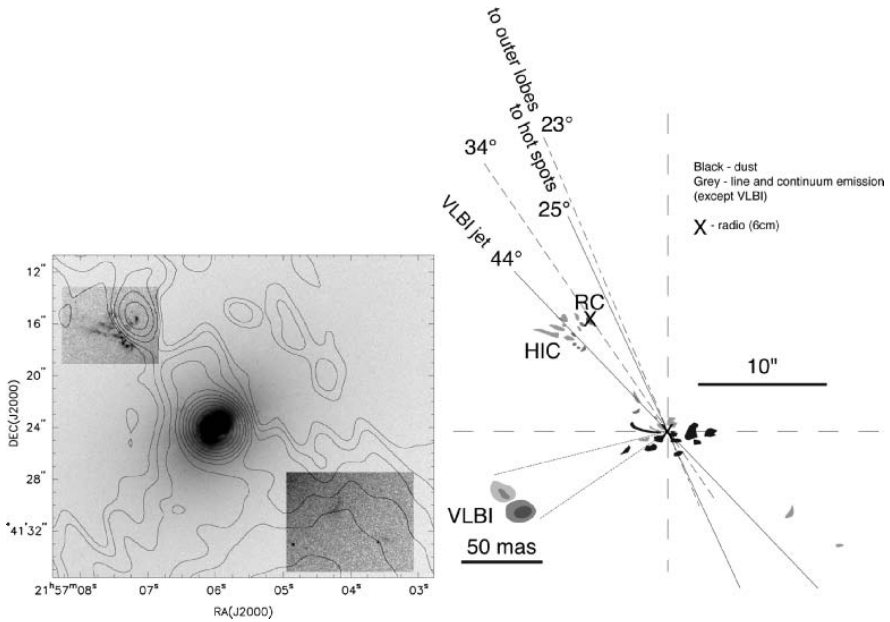 12"
16"
20"
24"
28"
41°32"
DEC(J2000)
21h57m08s 07s 06s 05s 04s 03s
RA(J2000)
to outer lobes
to hot spots
23°
34°
25°
VLBI jet 44°
Black - dust
Grey - line and continuum emission
(except VLBI)
X - radio (6cm)
RC
X
HIC
10"
X
VLBI
50 mas